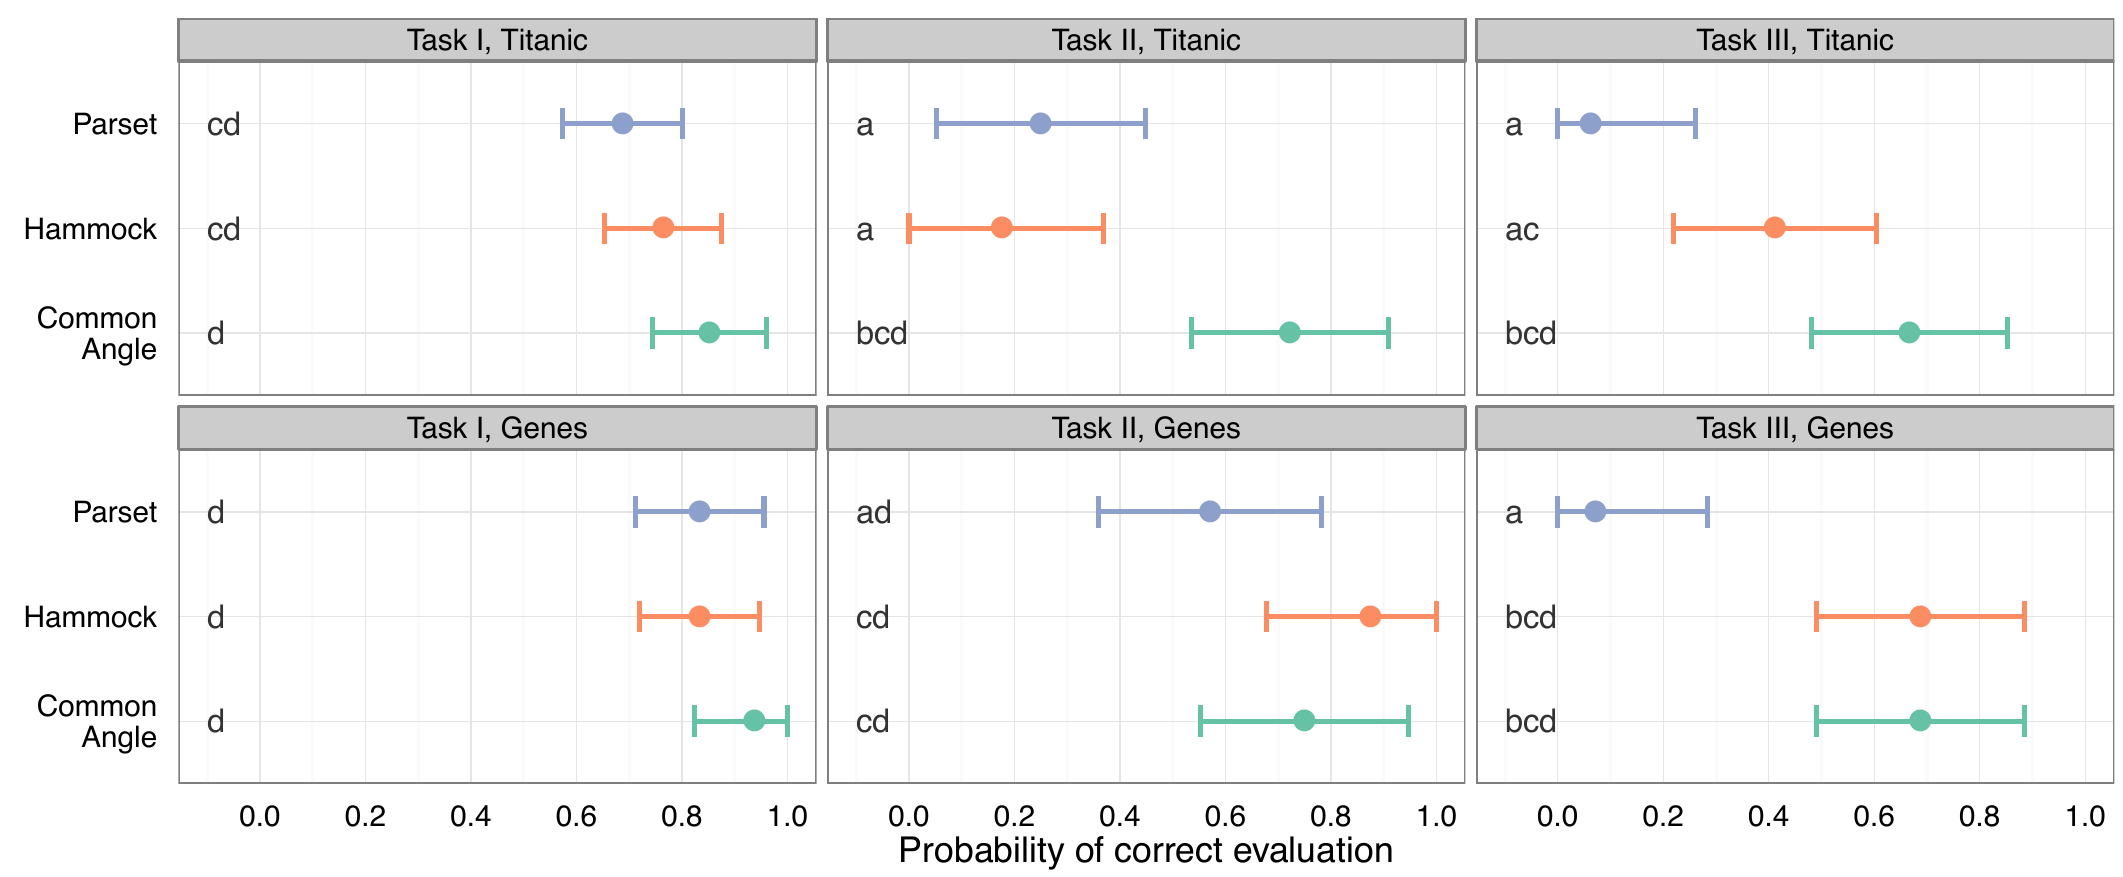 Task I, Titanic
Task II, Titanic
Task III, Titanic
Parset
cd
a
a
Hammock
cd
a
ac
Common
Angle
d
bcd
bcd
Task I, Genes
Task II, Genes
Task III, Genes
Parset
d
ad
a
Hammock
d
cd
bcd
Common
Angle
d
cd
bcd
0.0 0.2 0.4 0.6 0.8 1.0
0.0 0.2 0.4 0.6 0.8 1.0
0.0 0.2 0.4 0.6 0.8 1.0
Probability of correct evaluation